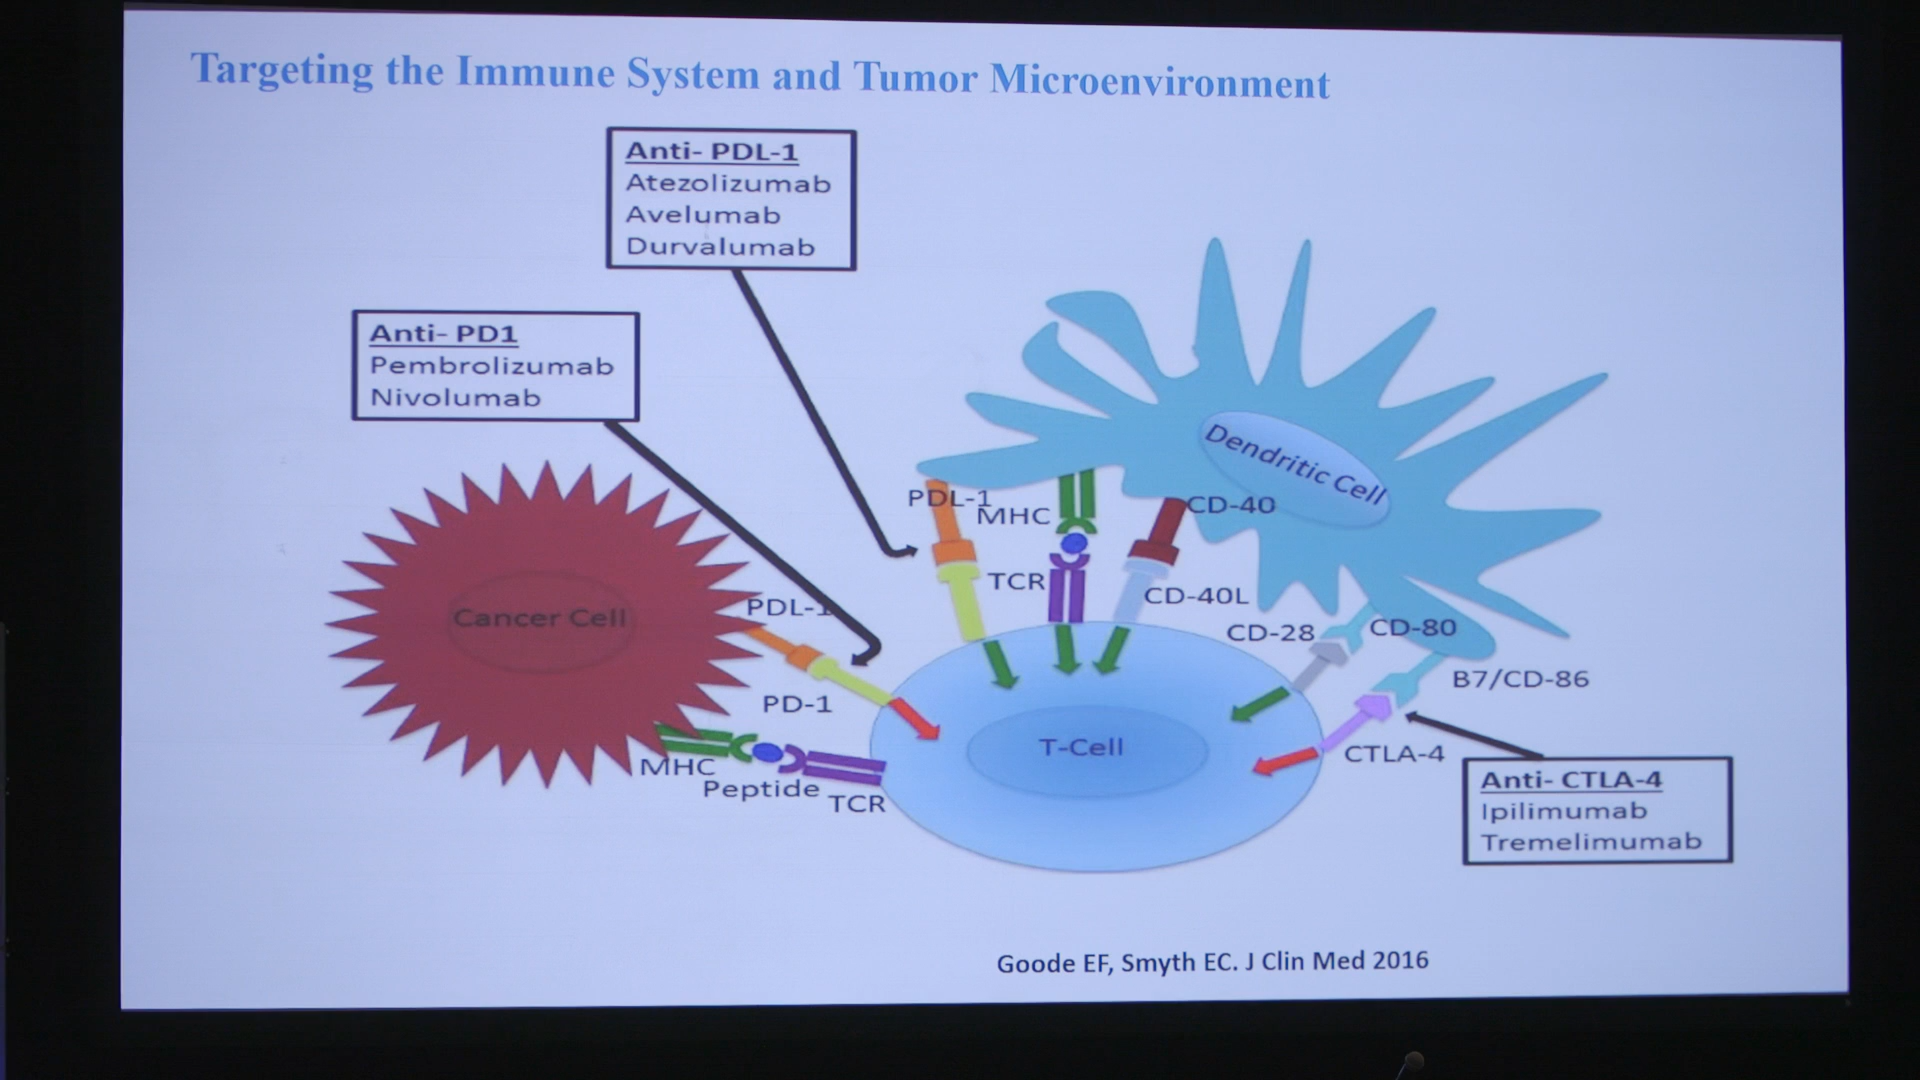 Targeting the Immune System and Tumor Microenvironment
Anti- PDL-1
Atezolizumab
Avelumab
Durvalumab
Anti- PD1
Pembrolizumab
Nivolumab
Dendritic Cell
PDL-1
MHC
CD-40
TCR
CD-40L
Cancer Cell
PDL-1
CD-28
CD-80
PD-1
B7/CD-86
T-Cell
CTLA-4
MHC
Peptide
TCR
Anti- CTLA-4
Ipilimumab
Tremelimumab
Goode EF, Smyth EC. J Clin Med 2016